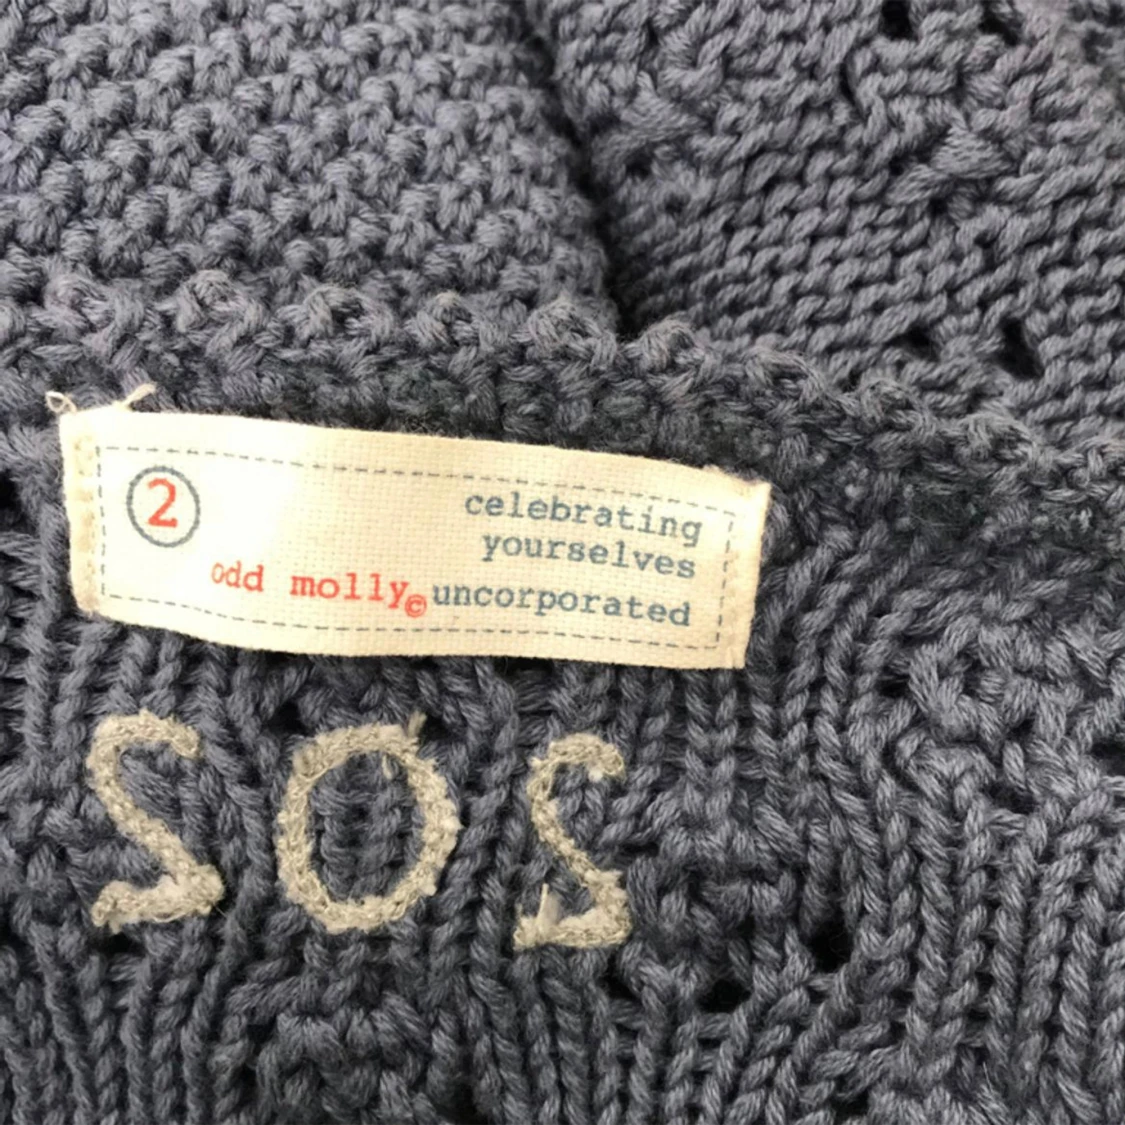 2
celebrating
yourselves
odd molly© uncorporated
SOS